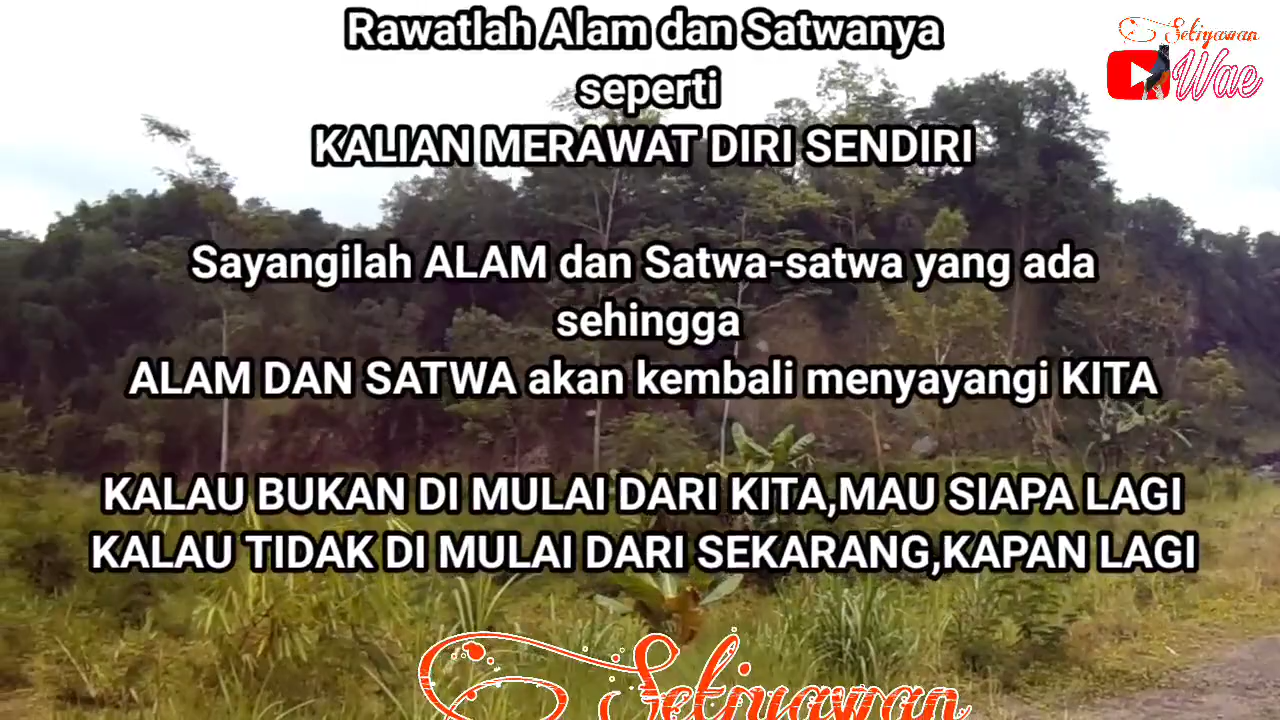 Rawatlah Alam dan Satwanya
seperti
KALIAN MERAWAT DIRI SENDIRI
Sayangilah ALAM dan Satwa-satwa yang ada
sehingga
ALAM DAN SATWA akan kembali menyayangi KITA
KALAU BUKAN DI MULAI DARI KITA,MAU SIAPA LAGI
KALAU TIDAK DI MULAI DARI SEKARANG,KAPAN LAGI
Setiyawan
Setiyawan
Wae